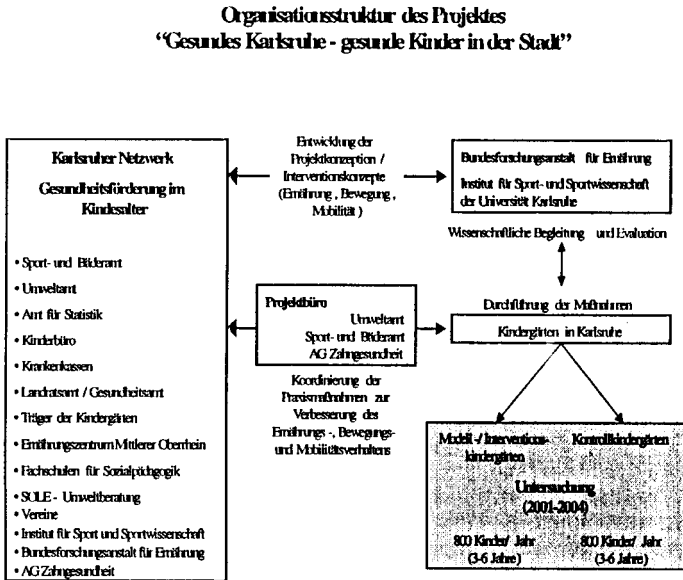 Organisationsstruktur des Projektes
“Gesundes Karlsruhe - gesunde Kinder in der Stadt”
Karlsruher Netzwerk
Gesundheitsförderung im
Kindesalter
• Sport- und Bäderamt
• Umweltamt
• Amt für Statistik
• Kinderbüro
• Krankenkassen
• Landratsamt / Gesundheitsamt
• Träger der Kindergärten
• Ernährungszentrum Mittlerer Oberrhein
• Fachschulen für Sozialpädagogik
• SOLE - Umweltberatung
• Vereine
• Institut für Sport und Sportwissenschaft
• Bundesforschungsanstalt für Ernährung
• AG Zahngesundheit
Entwicklung der
Projektkonzeption /
Interventionskonzepte
(Ernährung, Bewegung,
Mobilität)
Projektbüro
Umweltamt
Sport- und Bäderamt
AG Zahngesundheit
Koordinierung der
Praxismaßnahmen zur
Verbesserung des
Ernährungs-, Bewegungs-
und Mobilitätsverhaltens
Bundesforschungsanstalt für Ernährung
Institut für Sport- und Sportwissenschaft
der Universität Karlsruhe
Wissenschaftliche Begleitung und Evaluation
Durchführung der Maßnahmen
Kindergärten in Karlsruhe
Modell-/ Interventions-
kindergärten
Kontrollkindergärten
Untersuchung
(2001-2004)
800 Kinder/ Jahr
(3-6 Jahre)
800 Kinder/ Jahr
(3-6 Jahre)